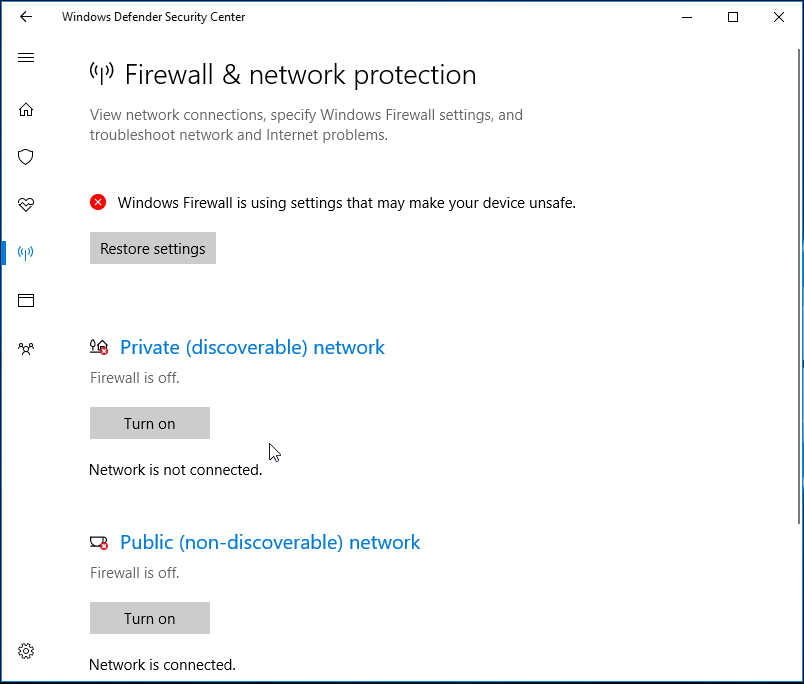 Windows Defender Security Center
Firewall & network protection
View network connections, specify Windows Firewall settings, and
troubleshoot network and Internet problems.
Windows Firewall is using settings that may make your device unsafe.
Restore settings
Private (discoverable) network
Firewall is off.
Turn on
Network is not connected.
Public (non-discoverable) network
Firewall is off.
Turn on
Network is connected.